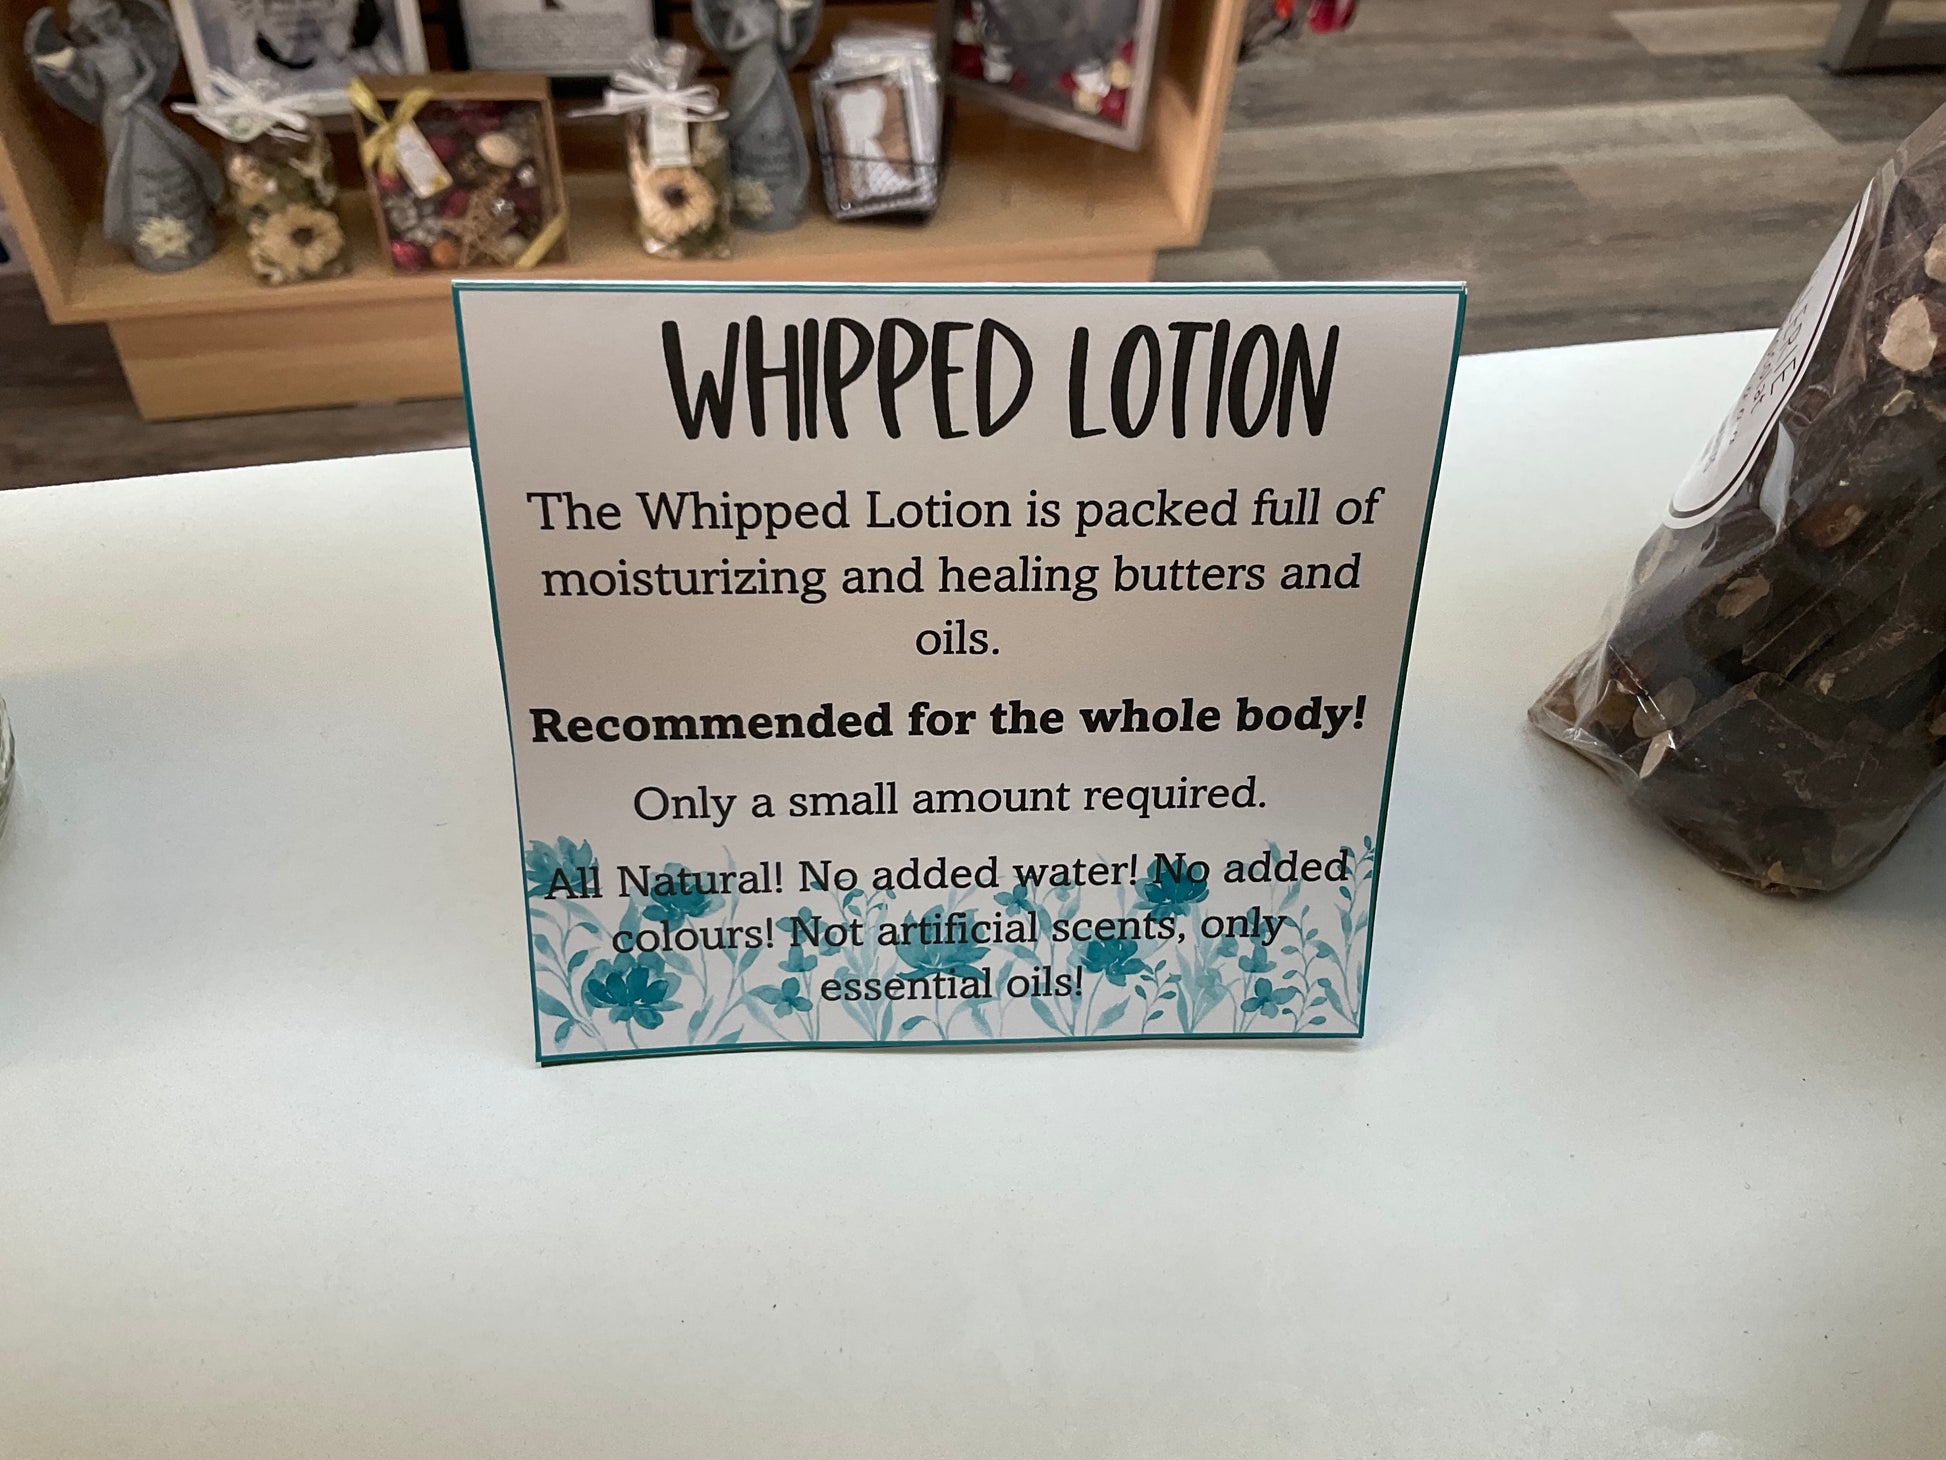 WHIPPED LOTION
The Whipped Lotion is packed full of
moisturizing and healing butters and
oils.
Recommended for the whole body!
Only a small amount required.
All Natural! No added water! No added
colours! Not artificial scents, only
essential oils!